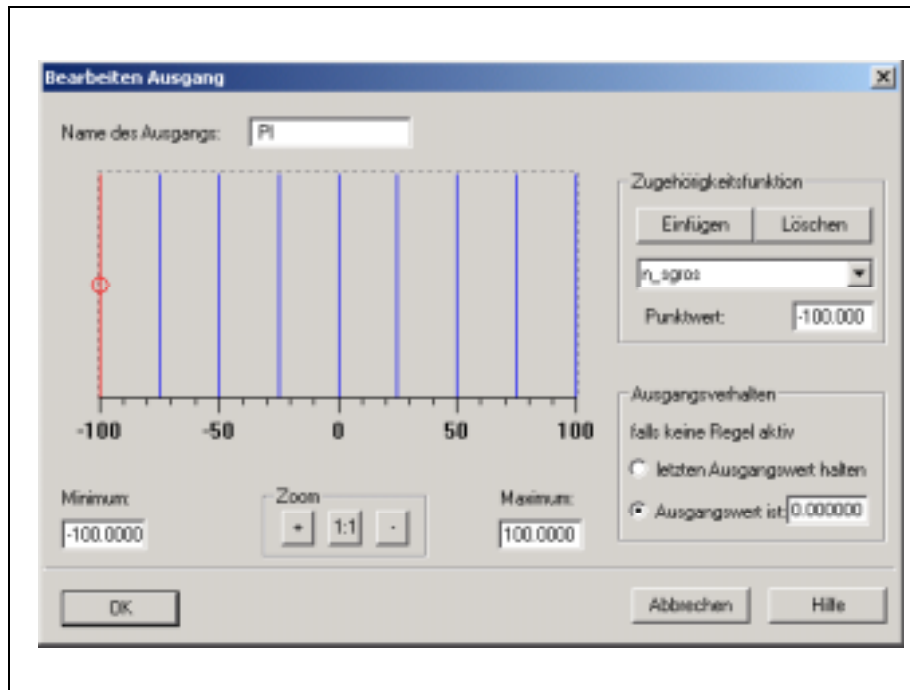 Bearbeiten Ausgang
Name des Ausgangs: PI
Zugehörigkeitsfunktion
Einfügen Löschen
n_sgros
Punktwert: -100.000
-100 -50 0 50 100
Ausgangsverhalten
falls keine Regel aktiv
letzten Ausgangswert halten
Ausgangswert ist: 0.000000
Minimum:
-100.0000
Zoom
+ 1:1 -
Maximum:
100.0000
OK
Abbrechen Hilfe